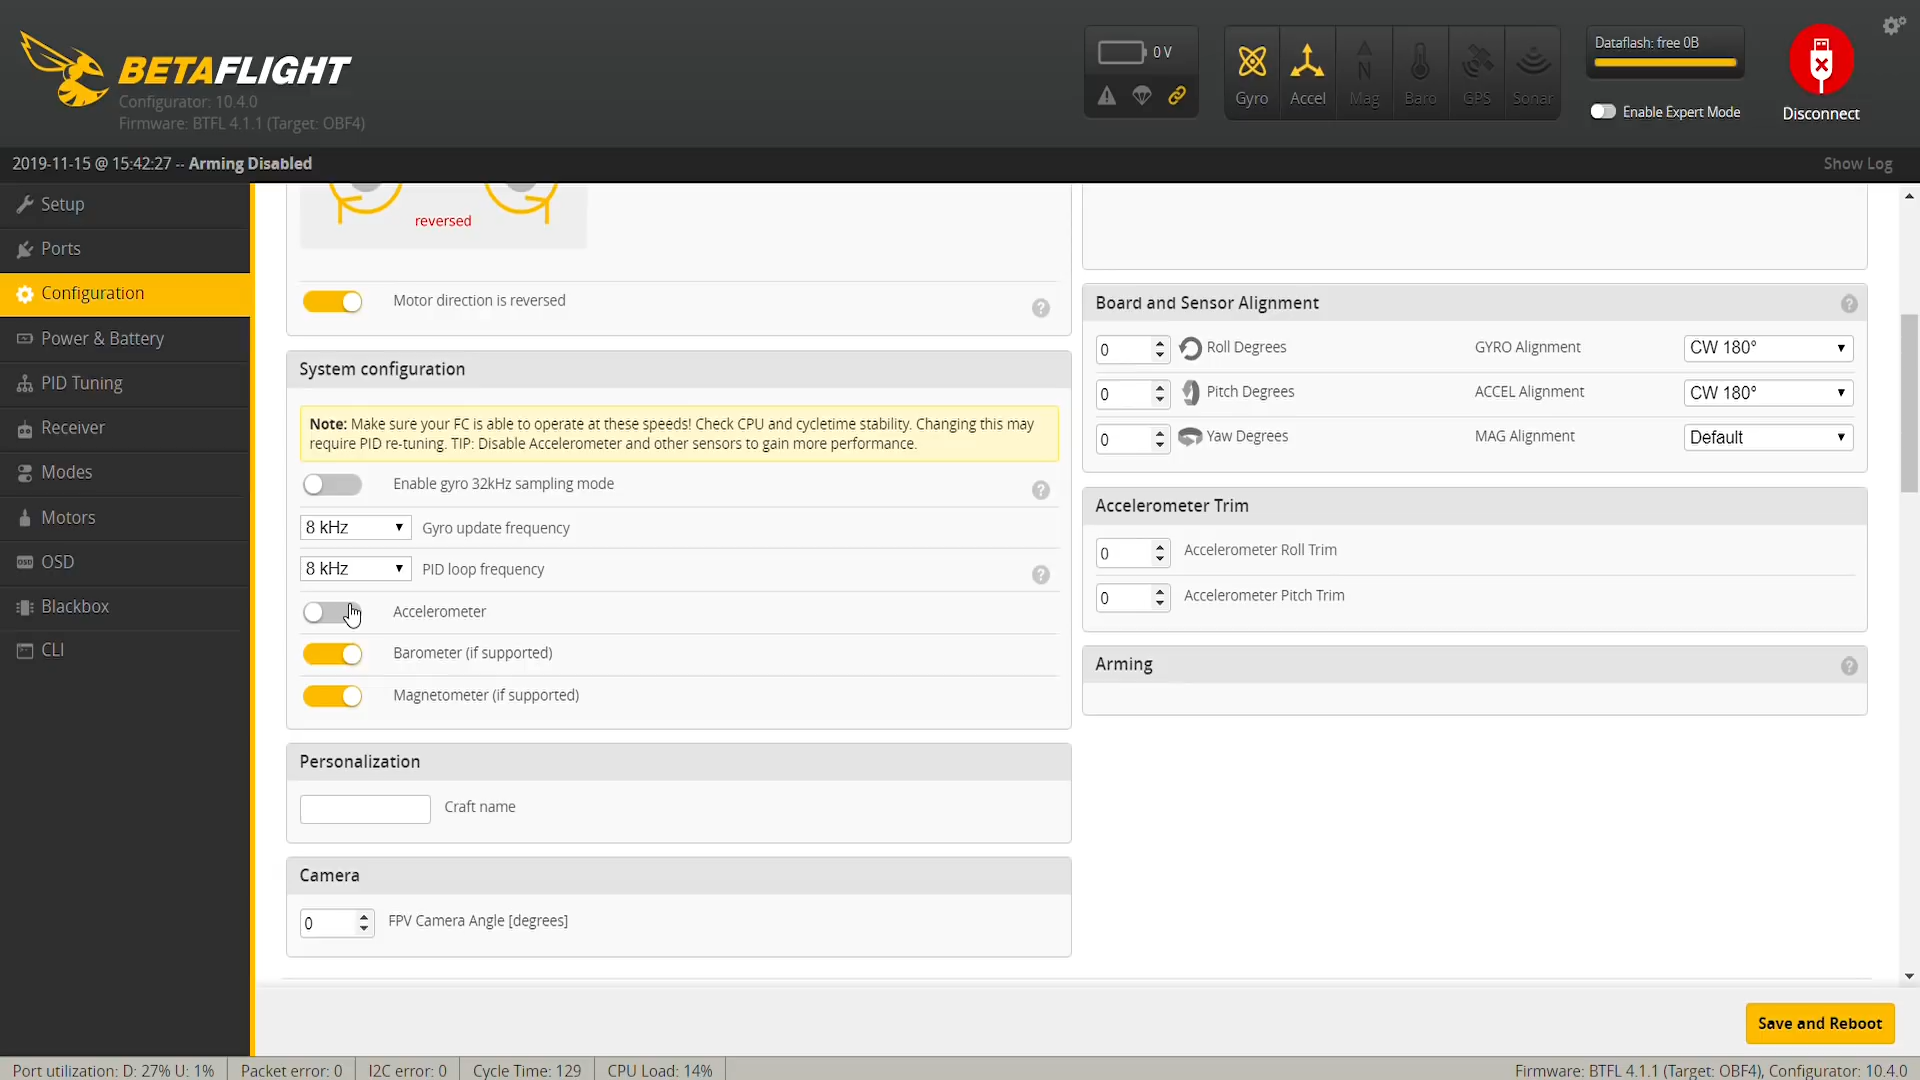 BETAFLIGHT
Configurator: 10.4.0
Firmware: BTFL 4.1.1 (Target: OBF4)
0 V
Gyro
Accel
Mag
Baro
GPS
Sonar
Dataflash: free 0B
Enable Expert Mode
Disconnect
2019-11-15 @ 15:42:27 -- Arming Disabled
Show Log
Setup
Ports
Configuration
Power & Battery
PID Tuning
Receiver
Modes
Motors
OSD
Blackbox
CLI
reversed
Motor direction is reversed
System configuration
Note: Make sure your FC is able to operate at these speeds! Check CPU and cycletime stability. Changing this may
require PID re-tuning. TIP: Disable Accelerometer and other sensors to gain more performance.
Enable gyro 32kHz sampling mode
8 kHz Gyro update frequency
8 kHz PID loop frequency
Accelerometer
Barometer (if supported)
Magnetometer (if supported)
Personalization
Craft name
Camera
0 FPV Camera Angle [degrees]
Board and Sensor Alignment
0 Roll Degrees GYRO Alignment CW 180°
0 Pitch Degrees ACCEL Alignment CW 180°
0 Yaw Degrees MAG Alignment Default
Accelerometer Trim
0 Accelerometer Roll Trim
0 Accelerometer Pitch Trim
Arming
Save and Reboot
Port utilization: D: 27% U: 1% Packet error: 0 I2C error: 0 Cycle Time: 129 CPU Load: 14% Firmware: BTFL 4.1.1 (Target: OBF4), Configurator: 10.4.0